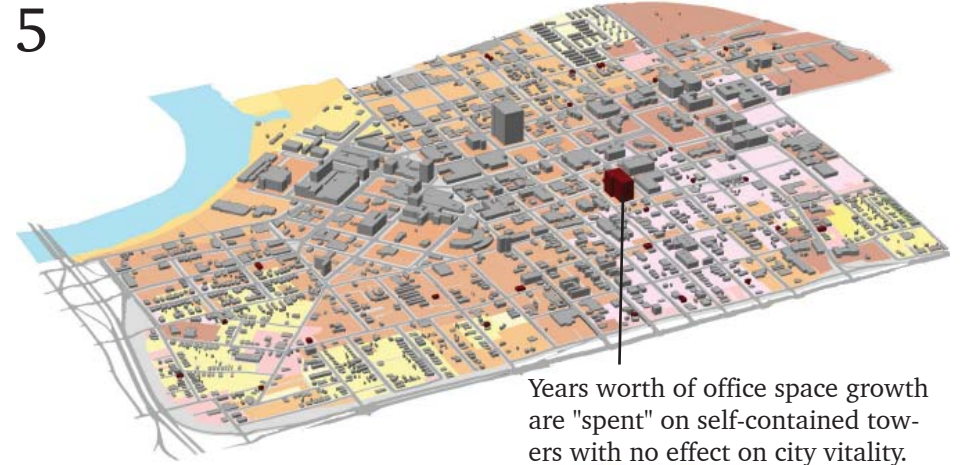 5
Years worth of office space growth
are "spent" on self-contained tow-
ers with no effect on city vitality.